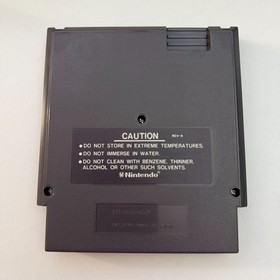 CAUTION
REV-A
•DO NOT STORE IN EXTREME TEMPERATURES.
•DO NOT IMMERSE IN WATER.
•DO NOT CLEAN WITH BENZENE, THINNER,
ALCOHOL OR OTHER SUCH SOLVENTS.
Nintendo